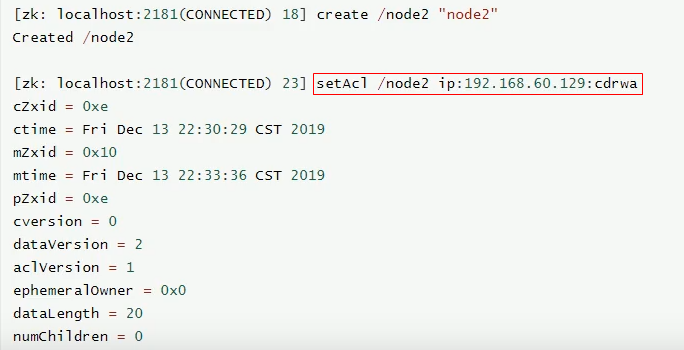 [zk: localhost:2181(CONNECTED) 18] create /node2 "node2"
Created /node2
[zk: localhost:2181(CONNECTED) 23] setAcl /node2 ip:192.168.60.129:cdrwa
cZxid = 0xe
ctime = Fri Dec 13 22:30:29 CST 2019
mZxid = 0x10
mtime = Fri Dec 13 22:33:36 CST 2019
pZxid = 0xe
cversion = 0
dataVersion = 2
aclVersion = 1
ephemeralOwner = 0x0
dataLength = 20
numChildren = 0